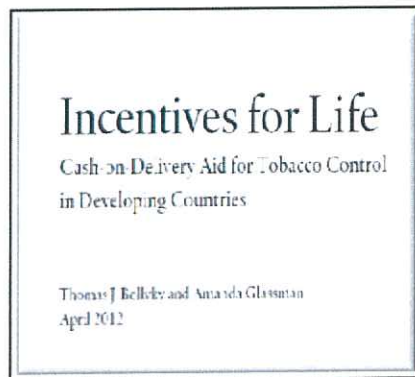 Incentives for Life
Cash-on-Delivery Aid for Tobacco Control
in Developing Countries
Thomas J. Bollyky and Amanda Glassman
April 2012